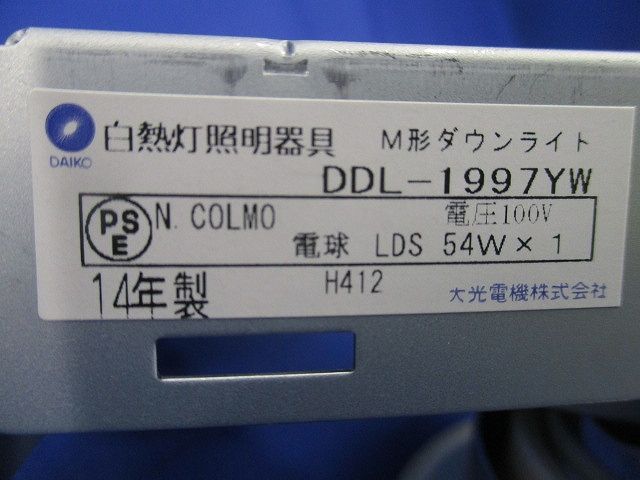 DAIKO
白熱灯照明器具 M形ダウンライト
DDL-1997YW
PSE N. COLMO 電圧100V
電球 LDS 54W×1
14年製 H412 大光電機株式会社